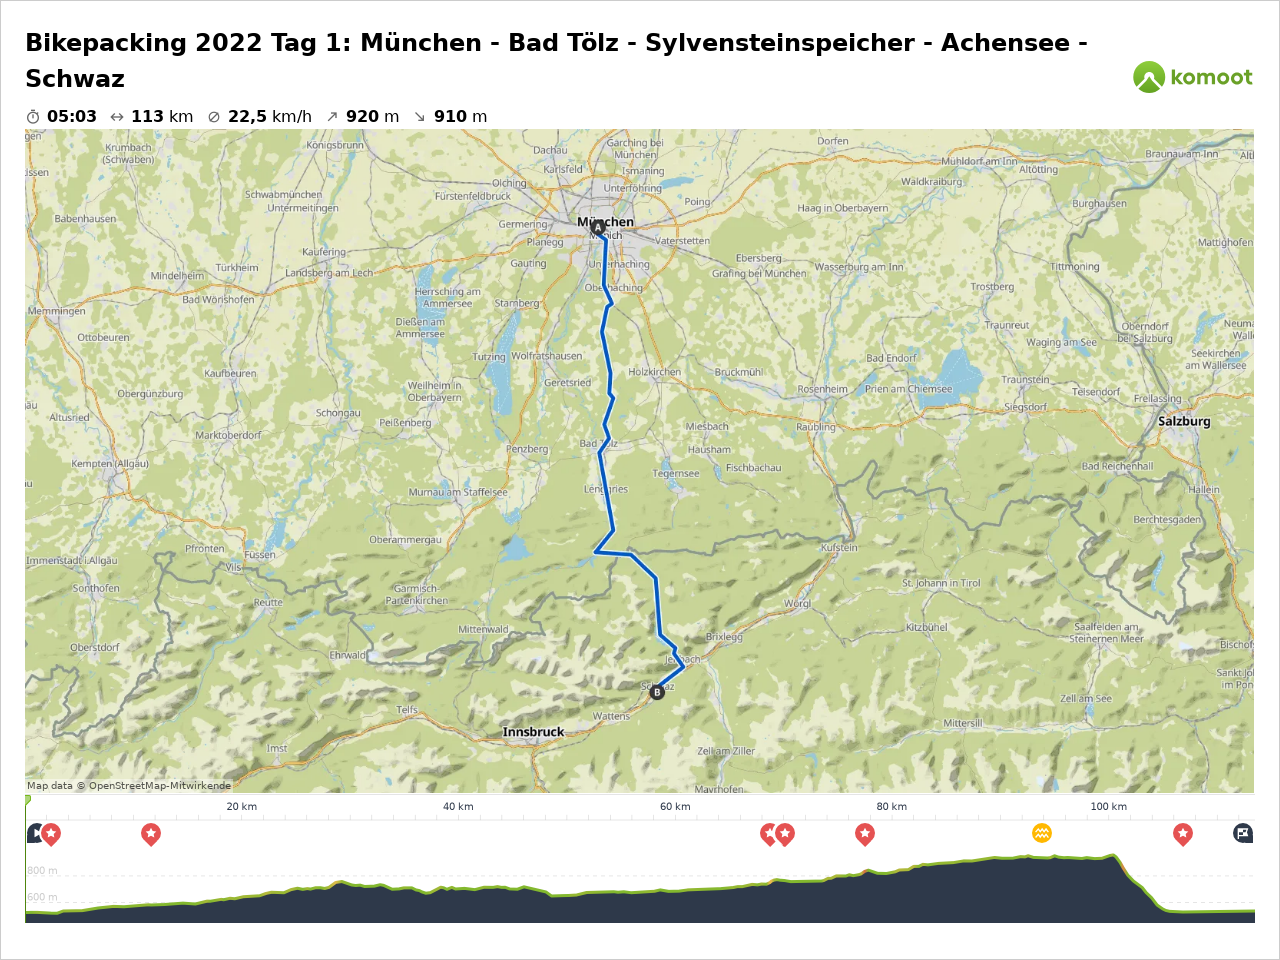 Bikepacking 2022 Tag 1: München - Bad Tölz - Sylvensteinspeicher - Achensee -
Schwaz
komoot
05:03 113 km 22,5 km/h 920 m 910 m
Krumbach
(Schwaben)
Königsbrunn
Dachau
Karlsfeld
Garching bei
München
Ismaning
Dorfen
Mühldorf am Inn
Altötting
Braunau am Inn
Olching
Fürstenfeldbruck
Unterföhring
Poing
Waldkraiburg
Burghausen
Schwabmünchen
Untermeitingen
Babenhausen
Germering
Planegg
München
A
Vaterstetten
Haag in Oberbayern
Mattighofen
Kaufering
Landsberg am Lech
Türkheim
Mindelheim
Bad Wörishofen
Gauting
Unterhaching
Oberhaching
Ebersberg
Grafing bei München
Wasserburg am Inn
Tittmoning
Trostberg
Memmingen
Herrsching am
Ammersee
Starnberg
Dießen am
Ammersee
Ottobeuren
Traunreut
Waging am See
Oberndorf
bei Salzburg
Seekirchen
am Wallersee
Tutzing
Wolfratshausen
Geretsried
Holzkirchen
Bruckmühl
Rosenheim
Bad Endorf
Prien am Chiemsee
Traunstein
Teisendorf
Freilassing
Siegsdorf
Salzburg
Kaufbeuren
Obergünzburg
Weilheim in
Oberbayern
Schongau
Peißenberg
Altusried
Marktoberdorf
Penzberg
Bad Tölz
Miesbach
Hausham
Raubling
Kempten (Allgäu)
Tegernsee
Fischbachau
Bad Reichenhall
Hallein
Murnau am Staffelsee
Lenggries
Berchtesgaden
Oberammergau
Pfronten
Füssen
Vils
Immenstadt i.Allgäu
Sonthofen
Kufstein
St. Johann in Tirol
Reutte
Garmisch-
Partenkirchen
Wörgl
Mittenwald
Brixlegg
Kitzbühel
Saalfelden am
Steinernen Meer
Oberstdorf
Ehrwald
Jenbach
Schwaz
B
Zell am See
Telfs
Wattens
Innsbruck
Mittersill
Imst
Zell am Ziller
Mayrhofen
Map data © OpenStreetMap-Mitwirkende
20 km 40 km 60 km 80 km 100 km
800 m
600 m